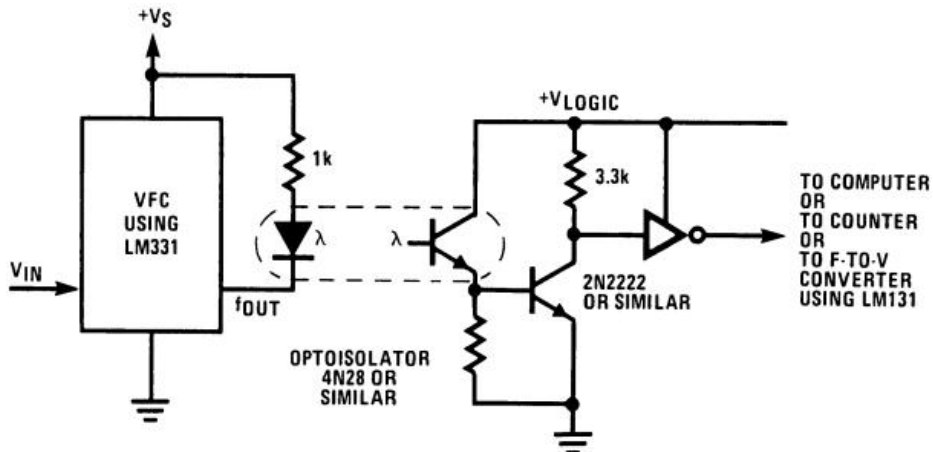 +VS
1k
VFC
USING
LM331
VIN
fOUT
λ
λ
+VLOGIC
3.3k
2N2222
OR SIMILAR
OPTOISOLATOR
4N28 OR
SIMILAR
TO COMPUTER
OR
TO COUNTER
OR
TO F-TO-V
CONVERTER
USING LM131